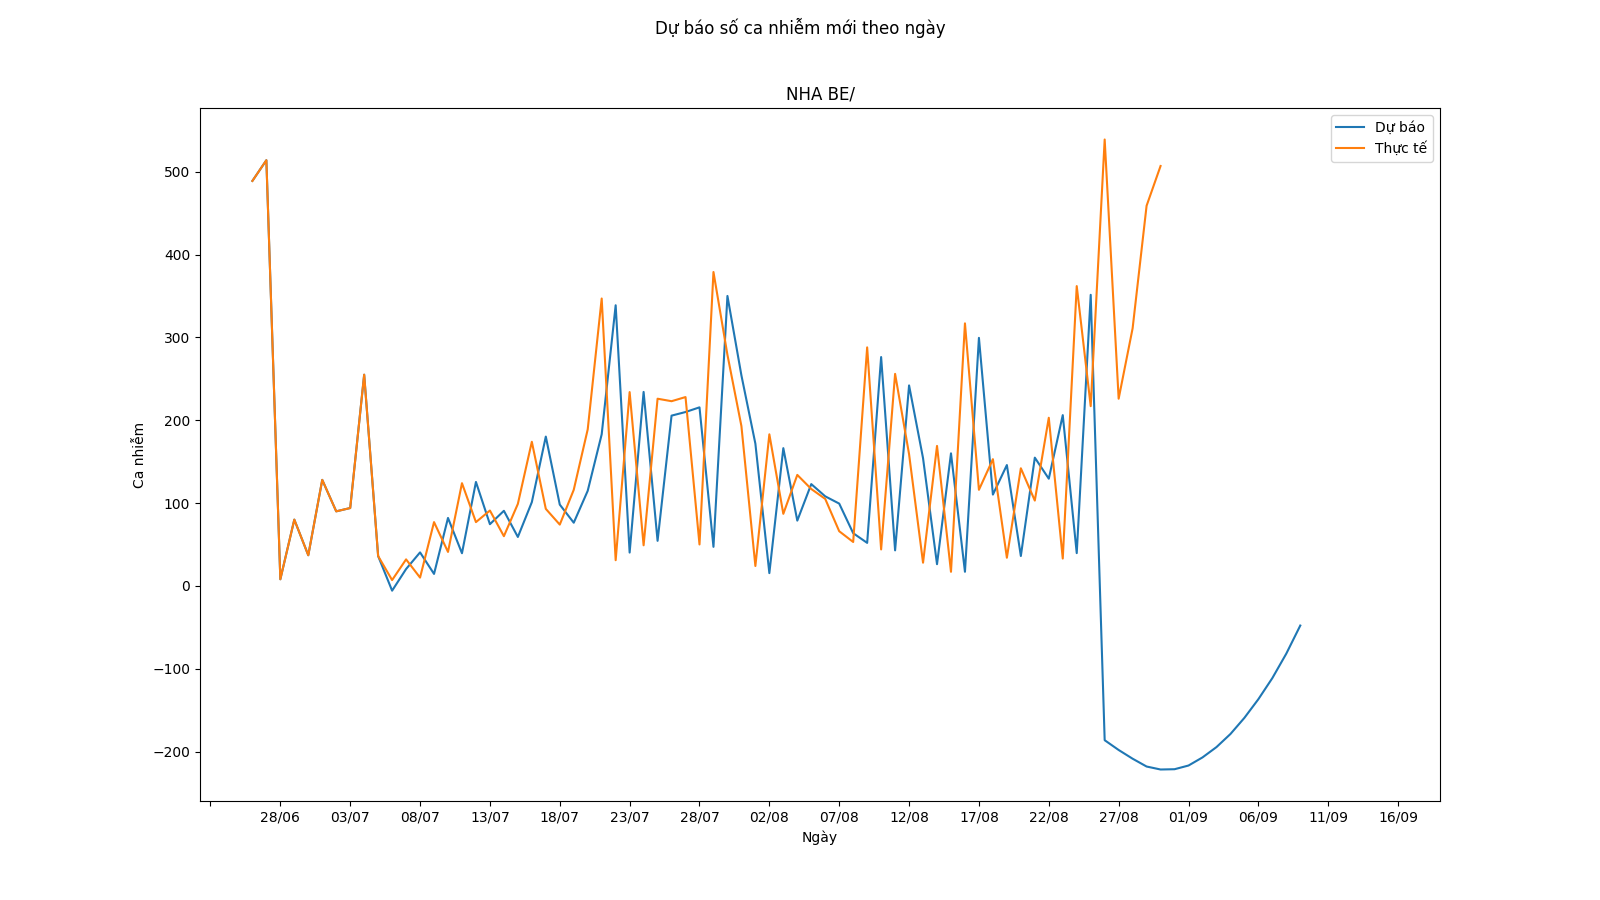 Dự báo số ca nhiễm mới theo ngày
NHA BE/
Dự báo
Thực tế
500
400
300
200
100
0
−100
−200
Ca nhiễm
28/06 03/07 08/07 13/07 18/07 23/07 28/07 02/08 07/08 12/08 17/08 22/08 27/08 01/09 06/09 11/09 16/09
Ngày